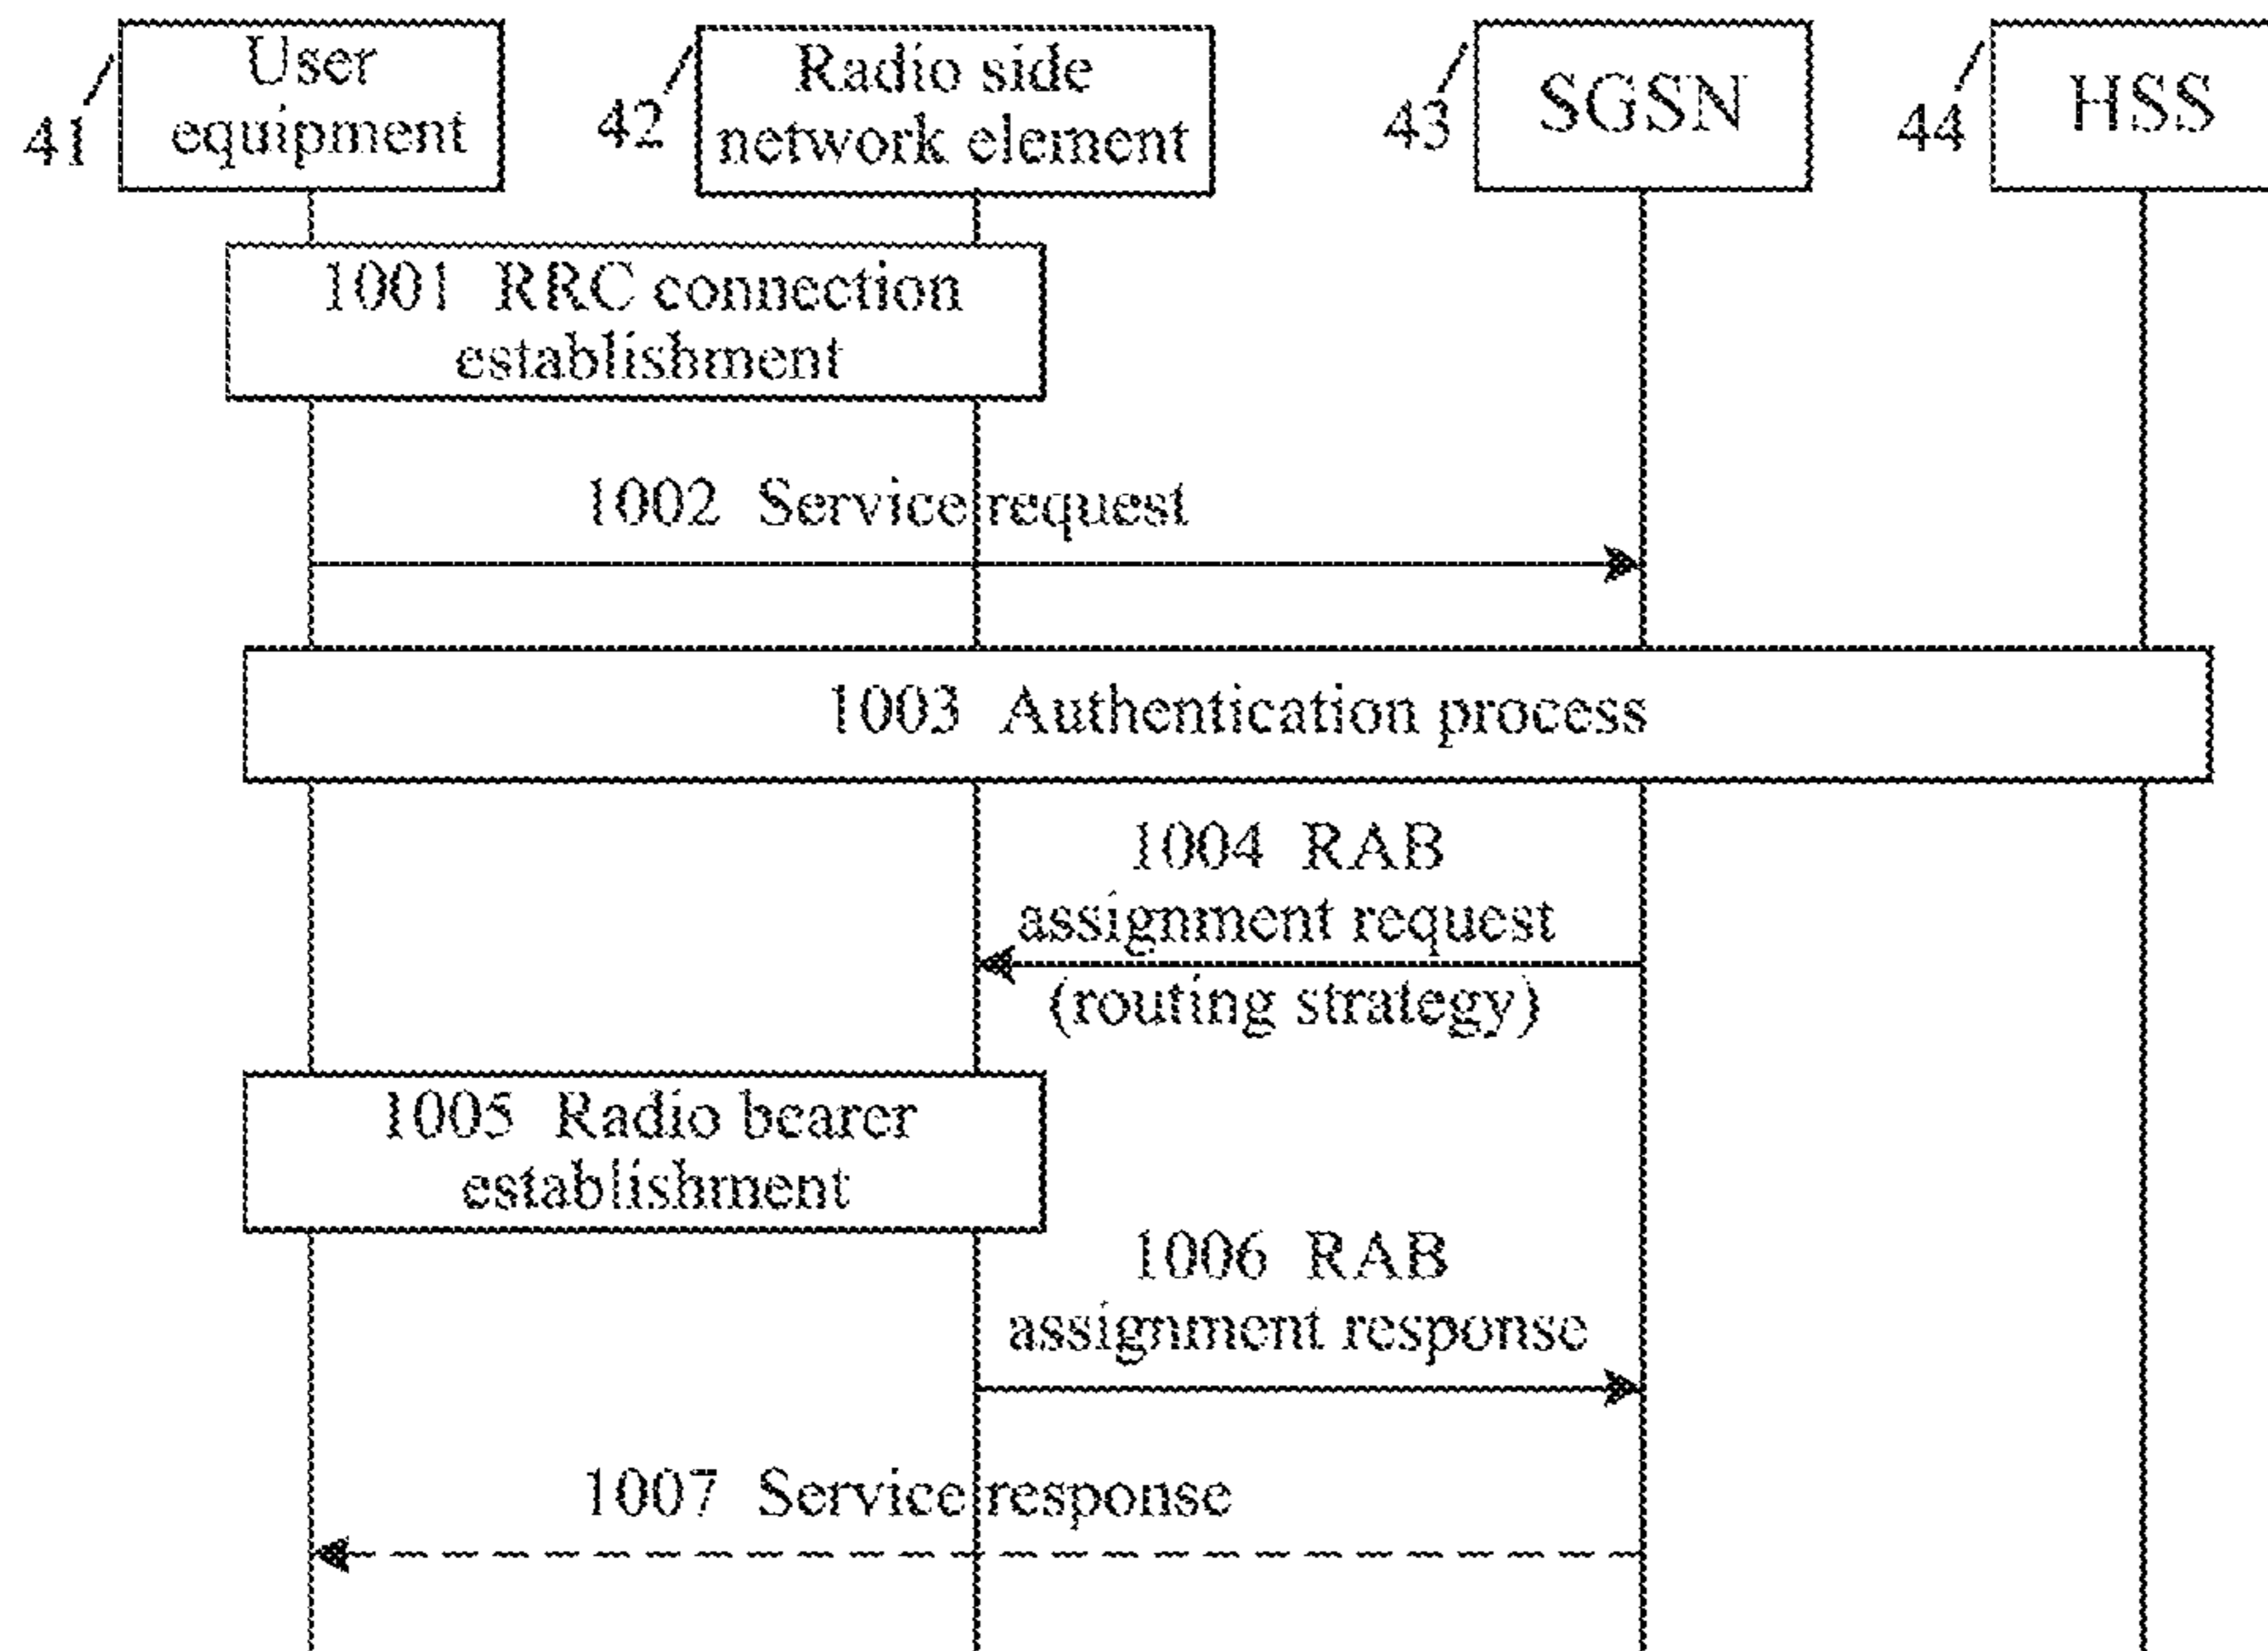 User
equipment
41
Radio side
network element
42
SGSN
43
HSS
44
1001 RRC connection
establishment
1002 Service request
1003 Authentication process
1004 RAB
assignment request
(routing strategy)
1005 Radio bearer
establishment
1006 RAB
assignment response
1007 Service response